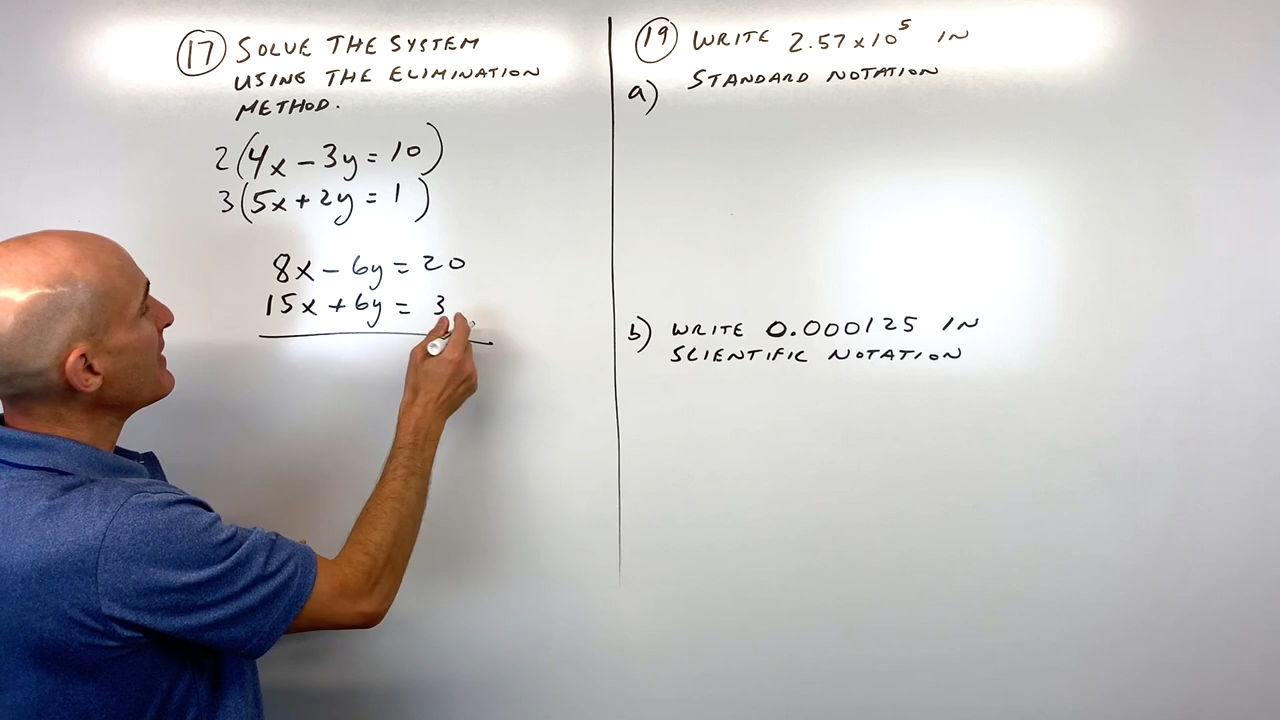 17 SOLVE THE SYSTEM
USING THE ELIMINATION
METHOD.
2(4x - 3y = 10)
3(5x + 2y = 1)
8x - 6y = 20
15x + 6y = 3
19 WRITE 2.57 x 10⁵ IN
STANDARD NOTATION
a)
b) WRITE 0.000125 IN
SCIENTIFIC NOTATION